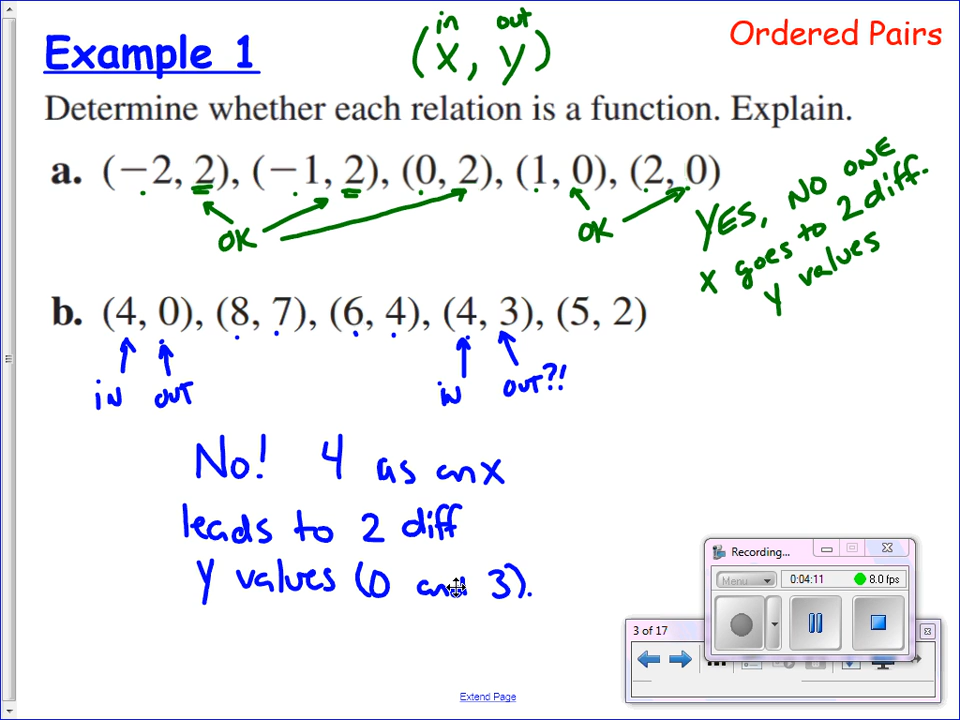 in out
(x, y)
Ordered Pairs
Example 1
Determine whether each relation is a function. Explain.
a. (−2, 2), (−1, 2), (0, 2), (1, 0), (2, 0)
OK
OK
YES, NO ONE
x goes to 2 diff.
y values
b. (4, 0), (8, 7), (6, 4), (4, 3), (5, 2)
iN OUT
iN OUT?!
No! 4 as an x
leads to 2 diff
y values (0 and 3).
Recording...
Menu
0:04:11
8.0 fps
3 of 17
Extend Page